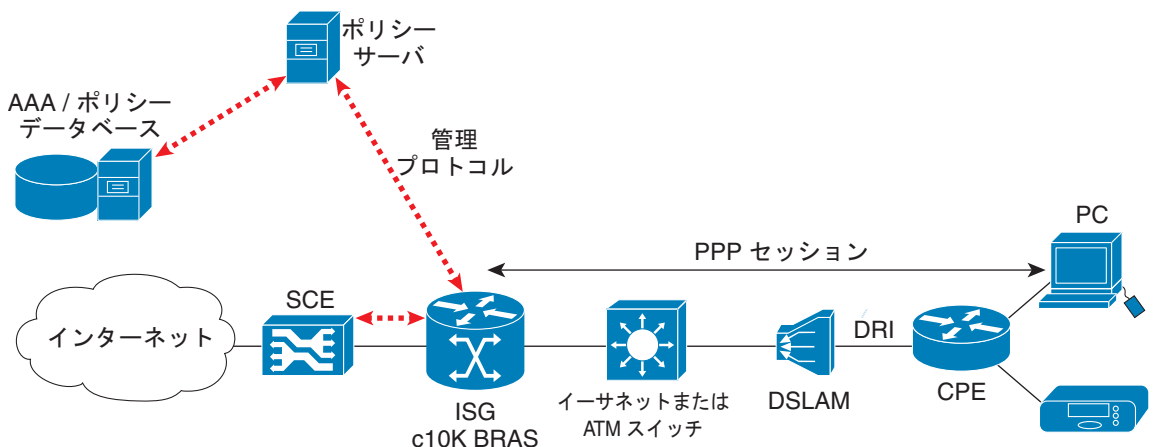 ポリシー
サーバ
AAA / ポリシー
データベース
管理
プロトコル
PC
PPP セッション
SCE
インターネット
DRI
ISG
c10K BRAS
イーサネットまたは
ATM スイッチ
DSLAM
CPE